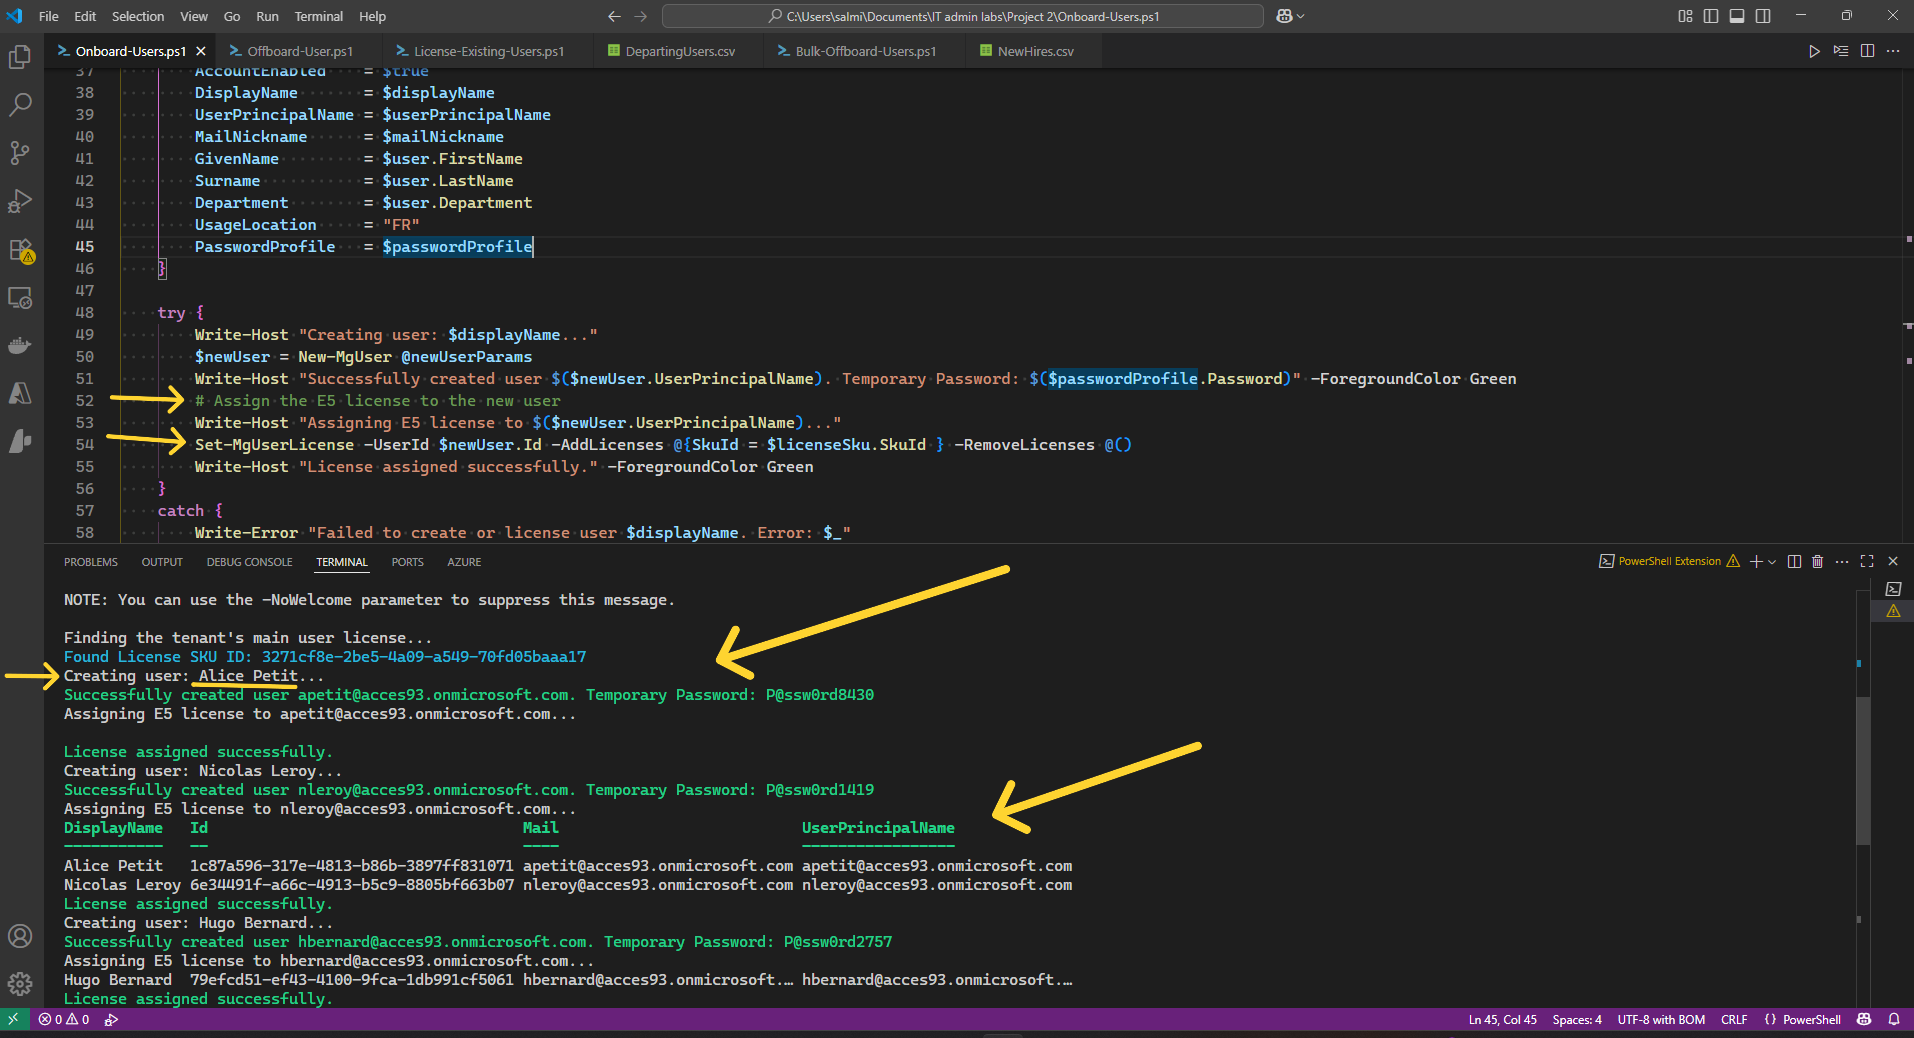 File Edit Selection View Go Run Terminal Help
C:\Users\salmi\Documents\IT admin labs\Project 2\Onboard-Users.ps1
Onboard-Users.ps1
Offboard-User.ps1
License-Existing-Users.ps1
DepartingUsers.csv
Bulk-Offboard-Users.ps1
NewHires.csv
37 AccountEnabled = $true
38 DisplayName = $displayName
39 UserPrincipalName = $userPrincipalName
40 MailNickname = $mailNickname
41 GivenName = $user.FirstName
42 Surname = $user.LastName
43 Department = $user.Department
44 UsageLocation = "FR"
45 PasswordProfile = $passwordProfile
46 }
47
48 try {
49 Write-Host "Creating user: $displayName..."
50 $newUser = New-MgUser @newUserParams
51 Write-Host "Successfully created user $($newUser.UserPrincipalName). Temporary Password: $($passwordProfile.Password)" -ForegroundColor Green
52 # Assign the E5 license to the new user
53 Write-Host "Assigning E5 license to $($newUser.UserPrincipalName)..."
54 Set-MgUserLicense -UserId $newUser.Id -AddLicenses @{SkuId = $licenseSku.SkuId } -RemoveLicenses @()
55 Write-Host "License assigned successfully." -ForegroundColor Green
56 }
57 catch {
58 Write-Error "Failed to create or license user $displayName. Error: $_"
PROBLEMS OUTPUT DEBUG CONSOLE TERMINAL PORTS AZURE
PowerShell Extension
NOTE: You can use the -NoWelcome parameter to suppress this message.
Finding the tenant's main user license...
Found License SKU ID: 3271cf8e-2be5-4a09-a549-70fd05baaa17
Creating user: Alice Petit...
Successfully created user apetit@acces93.onmicrosoft.com. Temporary Password: P@ssw0rd8430
Assigning E5 license to apetit@acces93.onmicrosoft.com...
License assigned successfully.
Creating user: Nicolas Leroy...
Successfully created user nleroy@acces93.onmicrosoft.com. Temporary Password: P@ssw0rd1419
Assigning E5 license to nleroy@acces93.onmicrosoft.com...
DisplayName Id Mail UserPrincipalName
----------- -- ---- -----------------
Alice Petit 1c87a596-317e-4813-b86b-3897ff831071 apetit@acces93.onmicrosoft.com apetit@acces93.onmicrosoft.com
Nicolas Leroy 6e34491f-a66c-4913-b5c9-8805bf663b07 nleroy@acces93.onmicrosoft.com nleroy@acces93.onmicrosoft.com
License assigned successfully.
Creating user: Hugo Bernard...
Successfully created user hbernard@acces93.onmicrosoft.com. Temporary Password: P@ssw0rd2757
Assigning E5 license to hbernard@acces93.onmicrosoft.com...
Hugo Bernard 79efcd51-ef43-4100-9fca-1db991cf5061 hbernard@acces93.onmicrosoft.… hbernard@acces93.onmicrosoft.…
License assigned successfully.
0 0
Ln 45, Col 45 Spaces: 4 UTF-8 with BOM CRLF {} PowerShell